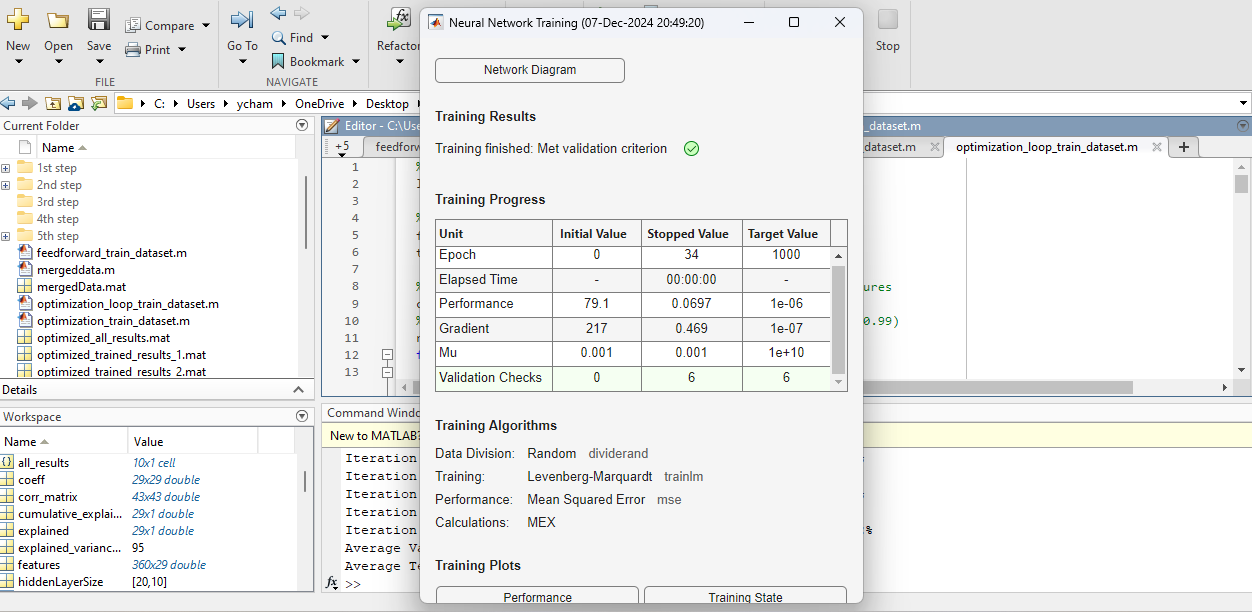 New
Open
Save
Compare
Print
FILE
Go To
Find
Bookmark
NAVIGATE
Refactor
Stop
C: Users ycham OneDrive Desktop
Current Folder
Name
1st step
2nd step
3rd step
4th step
5th step
feedforward_train_dataset.m
mergeddata.m
mergedData.mat
optimization_loop_train_dataset.m
optimization_train_dataset.m
optimized_all_results.mat
optimized_trained_results_1.mat
optimized_trained_results_2.mat
Details
Workspace
Name Value
all_results 10x1 cell
coeff 29x29 double
corr_matrix 43x43 double
cumulative_explai... 29x1 double
explained 29x1 double
explained_varianc... 95
features 360x29 double
hiddenLayerSize [20,10]
Editor - C:\Use
_dataset.m
+5
feedforw
dataset.m
optimization_loop_train_dataset.m
1
2
3
4
5
6
7
8
9
10
11
12
13
ures
0.99)
Command Windo
New to MATLAB?
Iteration
Iteration
Iteration
Iteration
Iteration
%
Average Va
Average Te
fx >>
Neural Network Training (07-Dec-2024 20:49:20)
Network Diagram
Training Results
Training finished: Met validation criterion
Training Progress
Unit Initial Value Stopped Value Target Value
Epoch 0 34 1000
Elapsed Time - 00:00:00 -
Performance 79.1 0.0697 1e-06
Gradient 217 0.469 1e-07
Mu 0.001 0.001 1e+10
Validation Checks 0 6 6
Training Algorithms
Data Division: Random dividerand
Training: Levenberg-Marquardt trainlm
Performance: Mean Squared Error mse
Calculations: MEX
Training Plots
Performance
Training State